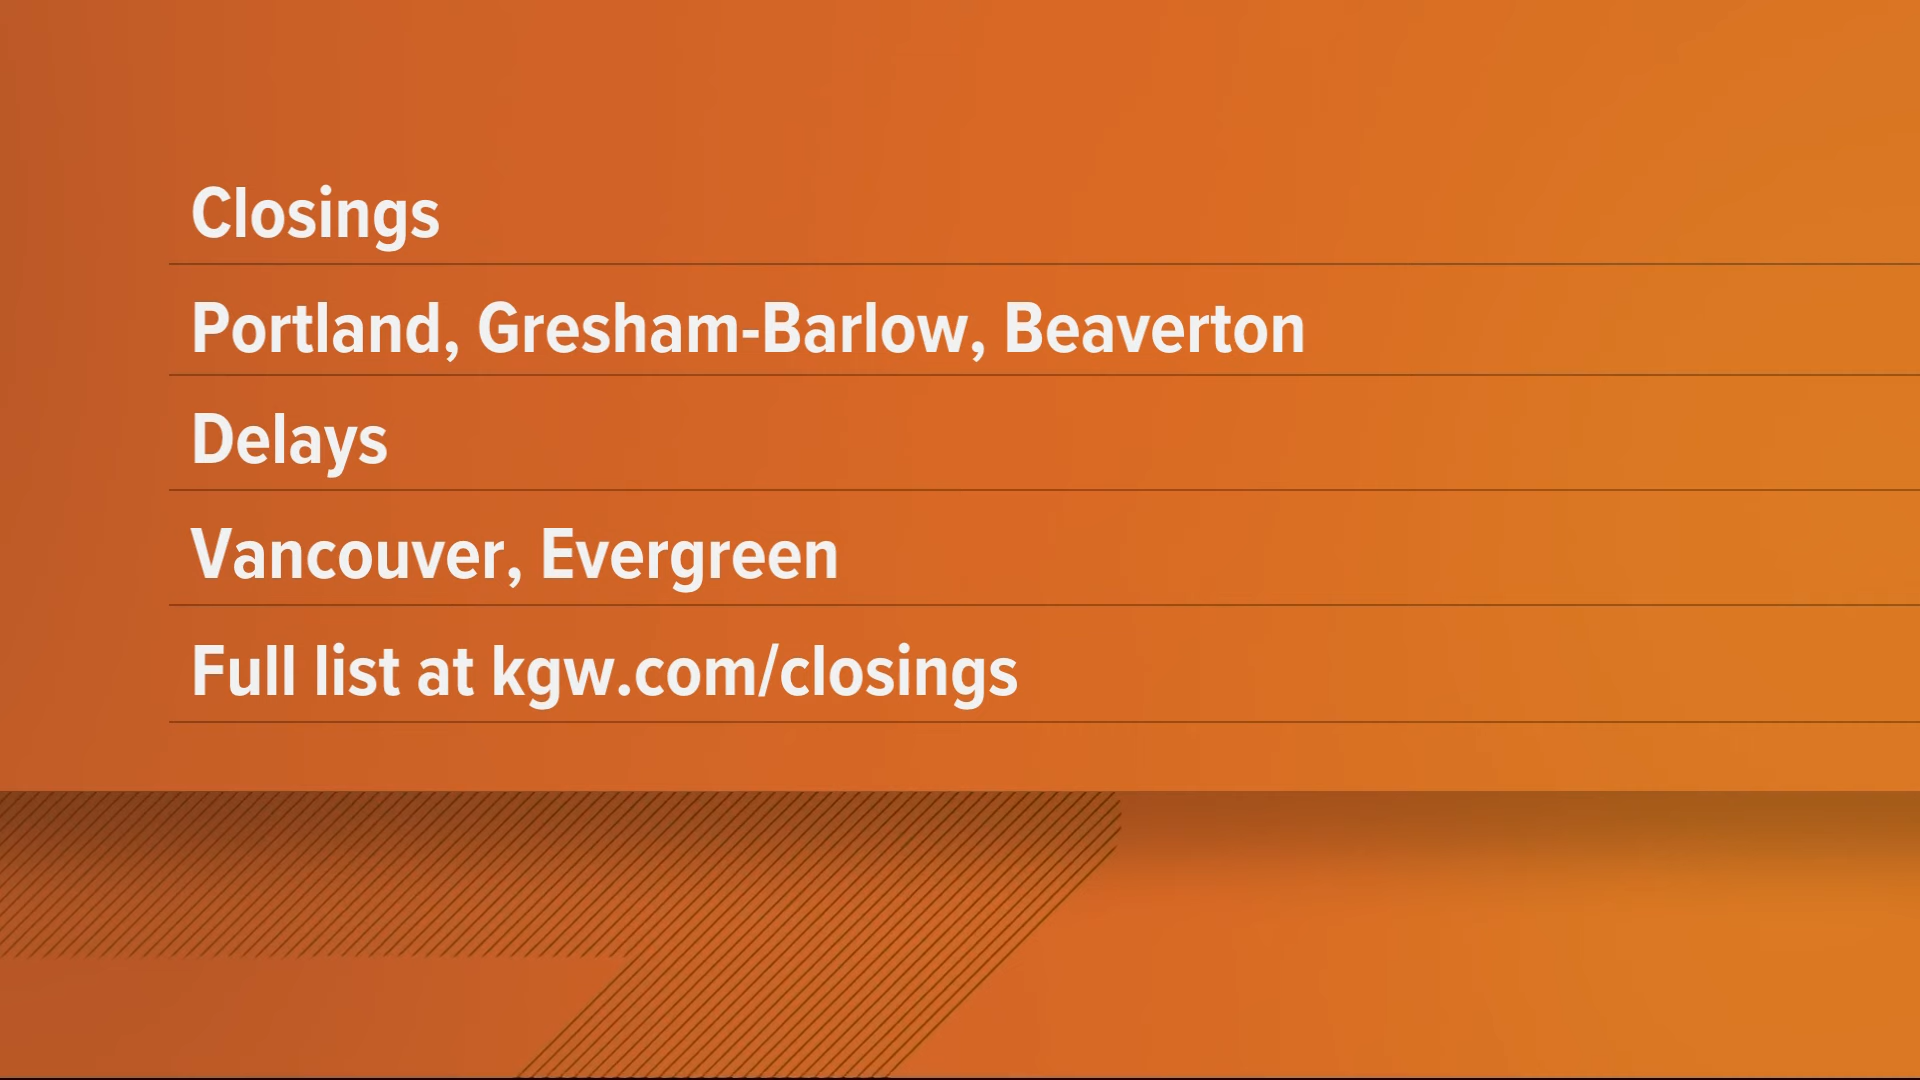 Closings
Portland, Gresham-Barlow, Beaverton
Delays
Vancouver, Evergreen
Full list at kgw.com/closings